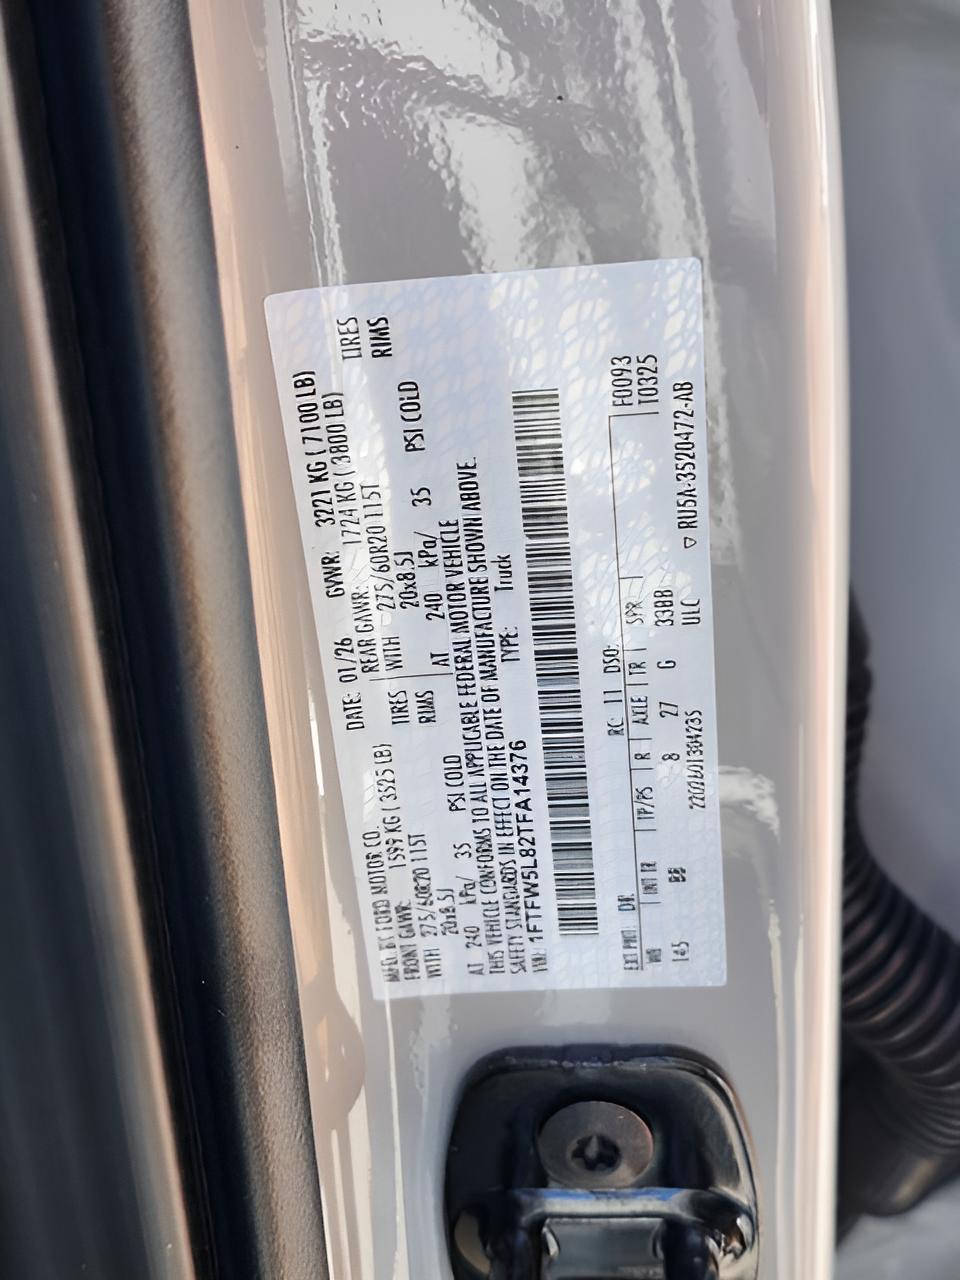 MFD. BY FORD MOTOR CO. DATE: 01/26 GVWR: 3221 KG ( 7100 LB)
FRONT GAWR: 1599 KG ( 3525 LB) REAR GAWR: 1724 KG ( 3800 LB)
WITH 275/60R20 115T TIRES WITH 275/60R20 115T TIRES
20x8.5J RIMS 20x8.5J RIMS
AT 240 kPa/ 35 PSI COLD AT 240 kPa/ 35 PSI COLD
THIS VEHICLE CONFORMS TO ALL APPLICABLE FEDERAL MOTOR VEHICLE
SAFETY STANDARDS IN EFFECT ON THE DATE OF MANUFACTURE SHOWN ABOVE.
VIN: 1FTFW5L82TFA14376 TYPE: Truck
F0093
EXT PNT: RC: 11 DSO: T0325
WB INT TR TP/PS R AXLE TR SPR
145 8 27 G 33BB
ULC ▽ RU5A-3520472-AB